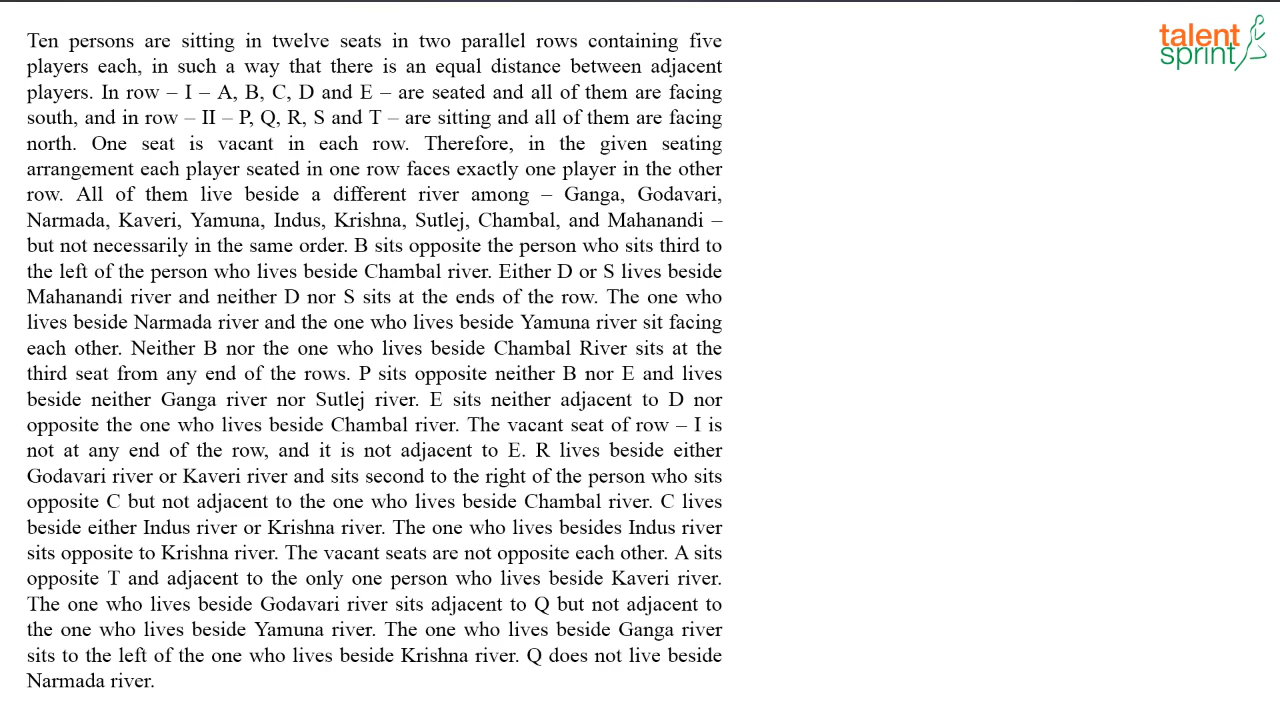 Ten persons are sitting in twelve seats in two parallel rows containing five
players each, in such a way that there is an equal distance between adjacent
players. In row – I – A, B, C, D and E – are seated and all of them are facing
south, and in row – II – P, Q, R, S and T – are sitting and all of them are facing
north. One seat is vacant in each row. Therefore, in the given seating
arrangement each player seated in one row faces exactly one player in the other
row. All of them live beside a different river among – Ganga, Godavari,
Narmada, Kaveri, Yamuna, Indus, Krishna, Sutlej, Chambal, and Mahanandi –
but not necessarily in the same order. B sits opposite the person who sits third to
the left of the person who lives beside Chambal river. Either D or S lives beside
Mahanandi river and neither D nor S sits at the ends of the row. The one who
lives beside Narmada river and the one who lives beside Yamuna river sit facing
each other. Neither B nor the one who lives beside Chambal River sits at the
third seat from any end of the rows. P sits opposite neither B nor E and lives
beside neither Ganga river nor Sutlej river. E sits neither adjacent to D nor
opposite the one who lives beside Chambal river. The vacant seat of row – I is
not at any end of the row, and it is not adjacent to E. R lives beside either
Godavari river or Kaveri river and sits second to the right of the person who sits
opposite C but not adjacent to the one who lives beside Chambal river. C lives
beside either Indus river or Krishna river. The one who lives besides Indus river
sits opposite to Krishna river. The vacant seats are not opposite each other. A sits
opposite T and adjacent to the only one person who lives beside Kaveri river.
The one who lives beside Godavari river sits adjacent to Q but not adjacent to
the one who lives beside Yamuna river. The one who lives beside Ganga river
sits to the left of the one who lives beside Krishna river. Q does not live beside
Narmada river.
talent
sprint